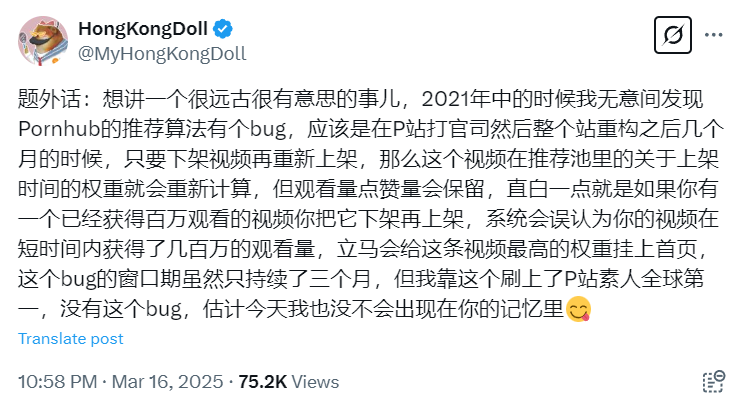 HongKongDoll
@MyHongKongDoll
题外话：想讲一个很远古很有意思的事儿，2021年中的时候我无意间发现
Pornhub的推荐算法有个bug，应该是在P站打官司然后整个站重构之后几个
月的时候，只要下架视频再重新上架，那么这个视频在推荐池里的关于上架
时间的权重就会重新计算，但观看量点赞量会保留，直白一点就是如果你有
一个已经获得百万观看的视频你把它下架再上架，系统会误认为你的视频在
短时间内获得了几百万的观看量，立马会给这条视频最高的权重挂上首页，
这个bug的窗口期虽然只持续了三个月，但我靠这个刷上了P站素人全球第
一，没有这个bug，估计今天我也没不会出现在你的记忆里😋
Translate post
10:58 PM · Mar 16, 2025 · 75.2K Views